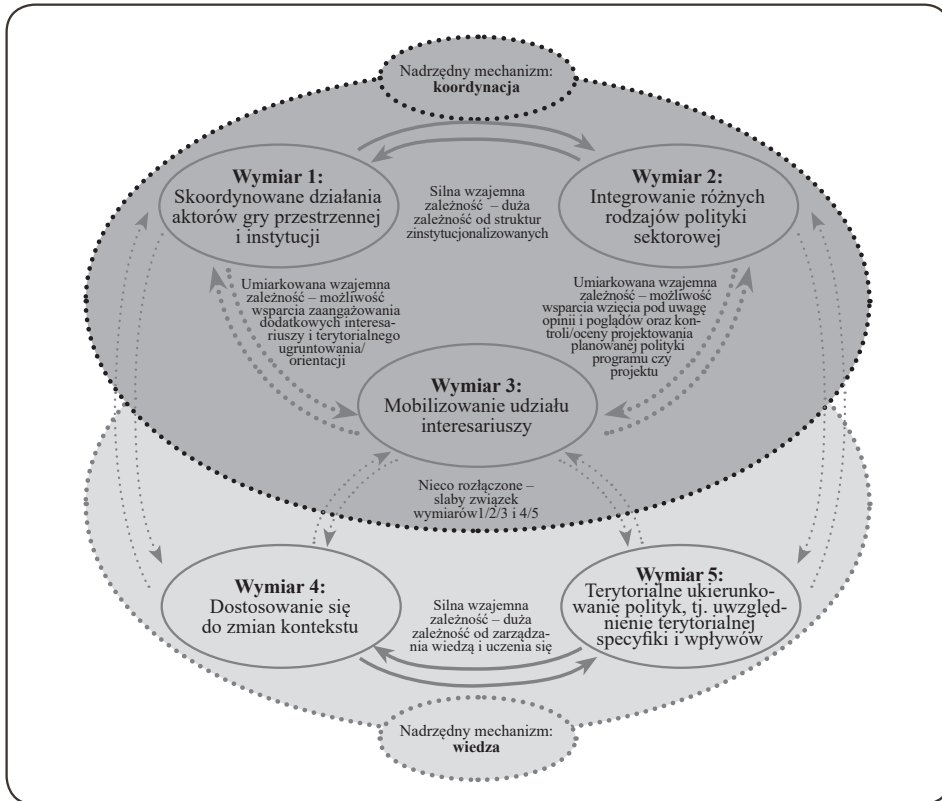 Nadrzędny mechanizm:
koordynacja
Wymiar 1:
Skoordynowane działania
aktorów gry przestrzennej
i instytucji
Wymiar 2:
Integrowanie różnych
rodzajów polityki
sektorowej
Silna wzajemna
zależność – duża
zależność od struktur
zinstytucjonalizowanych
Umiarkowana wzajemna
zależność – możliwość
wsparcia zaangażowania
dodatkowych interesa-
riuszy i terytorialnego
ugruntowania/
orientacji
Umiarkowana wzajemna
zależność – możliwość
wsparcia wzięcia pod uwagę
opinii i poglądów oraz kon-
troli/oceny projektowania
planowanej polityki
programu czy
projektu
Wymiar 3:
Mobilizowanie udziału
interesariuszy
Nieco rozłączone –
slaby związek
wymiarów1/2/3 i 4/5
Wymiar 4:
Dostosowanie się
do zmian kontekstu
Wymiar 5:
Terytorialne ukierunko-
wanie polityk, tj. uwzględ-
nienie terytorialnej
specyfiki i wpływów
Silna wzajemna
zależność – duża
zależność od zarządza-
nia wiedzą i uczenia się
Nadrzędny mechanizm:
wiedza